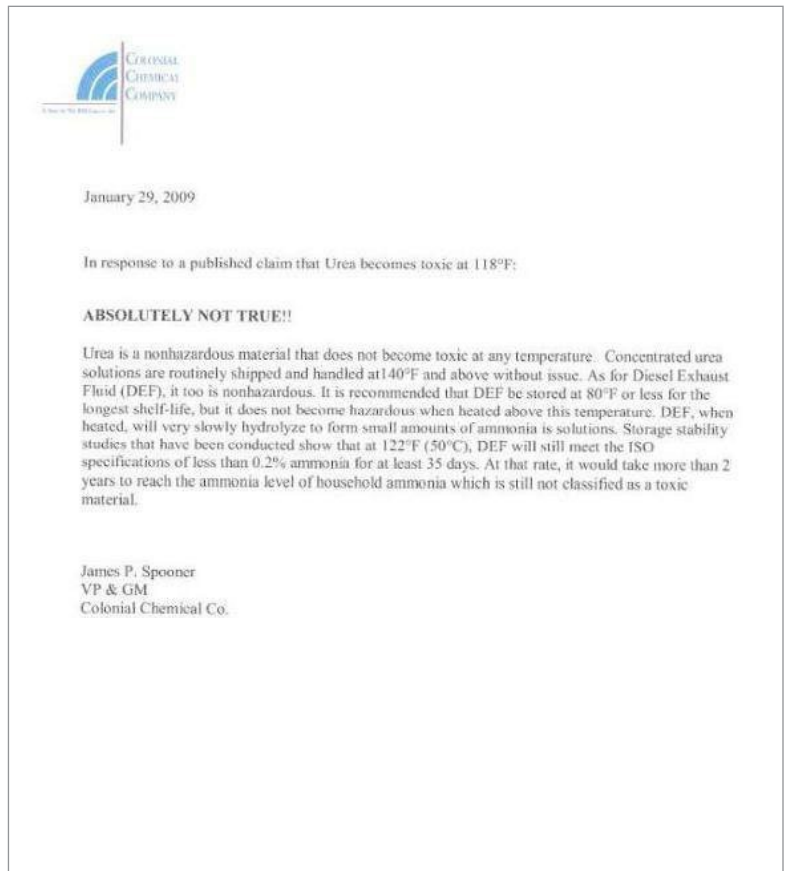 COLONIAL
CHEMICAL
COMPANY
January 29, 2009
In response to a published claim that Urea becomes toxic at 118°F:
ABSOLUTELY NOT TRUE!!
Urea is a nonhazardous material that does not become toxic at any temperature. Concentrated urea
solutions are routinely shipped and handled at140°F and above without issue. As for Diesel Exhaust
Fluid (DEF), it too is nonhazardous. It is recommended that DEF be stored at 80°F or less for the
longest shelf-life, but it does not become hazardous when heated above this temperature. DEF, when
heated, will very slowly hydrolyze to form small amounts of ammonia is solutions. Storage stability
studies that have been conducted show that at 122°F (50°C), DEF will still meet the ISO
specifications of less than 0.2% ammonia for at least 35 days. At that rate, it would take more than 2
years to reach the ammonia level of household ammonia which is still not classified as a toxic
material.
James P. Spooner
VP & GM
Colonial Chemical Co.